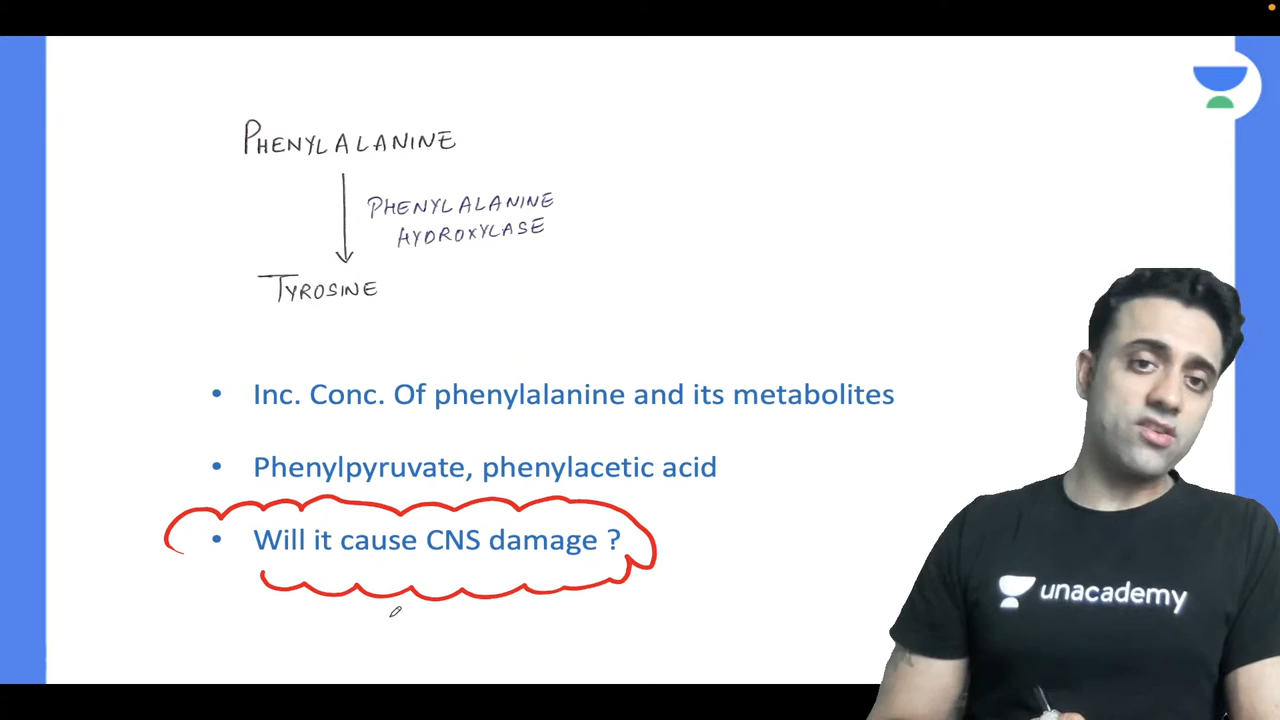 PHENYLALANINE
PHENYLALANINE
HYDROXYLASE
TYROSINE
• Inc. Conc. Of phenylalanine and its metabolites
• Phenylpyruvate, phenylacetic acid
• Will it cause CNS damage ?
unacademy